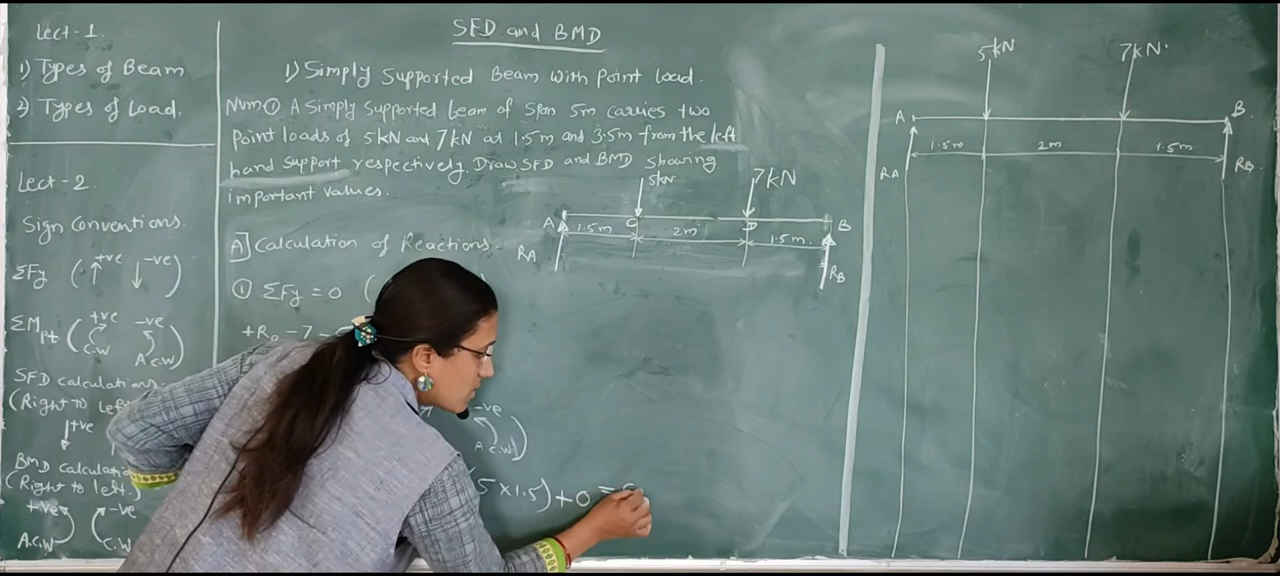 Lect-1
1) Types of Beam
2) Types of Load.
Lect-2
Sign Conventions.
ΣFy ( ↑+ve ↓-ve )
ΣMpt ( +ve -ve )
C.W A.C.W
SFD calculations.
(Right To Left
↓+ve
BMD calculation
(Right to left.)
+ve -ve
A.C.W C.W
SFD and BMD
1) Simply Supported Beam with Point Load.
Num① A Simply Supported beam of Span 5m carries two
Point loads of 5kN and 7kN at 1.5m and 3.5m from the left
hand support respectively. Draw SFD and BMD showing
important values.
A] Calculation of Reactions.
① ΣFy = 0 (
-7-
-ve
A.C.W)
5×1.5) + 0 =
5kN 7kN
A C D B
1.5m 2m 1.5m
RA RB
5kN 7kN
A B
1.5m 2m 1.5m
RA RB